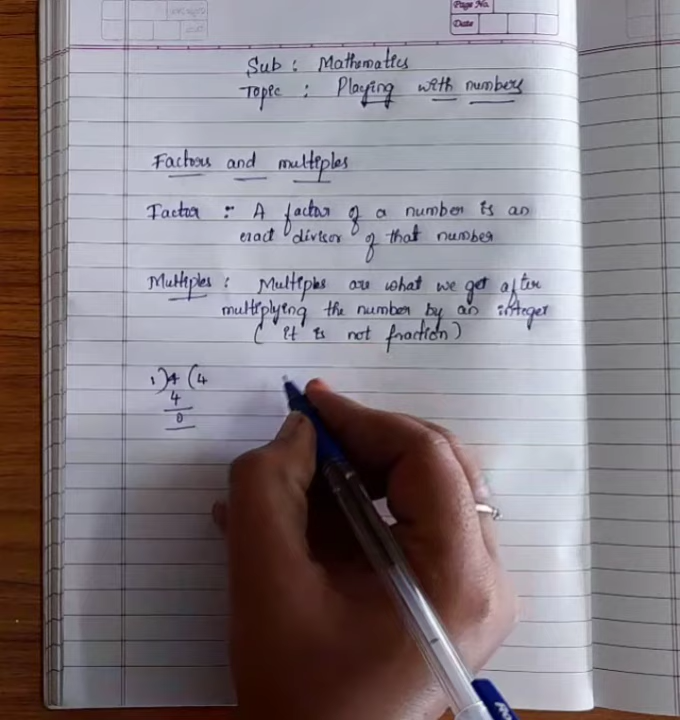 Page No.
Date
Sub : Mathematics
Topic : Playing with numbers
Factors and multiples
Factor :- A factor of a number is an
exact divisor of that number
Multiples : Multiples are what we get after
multiplying the number by an integer
( it is not fraction )
1)4(4
4
0